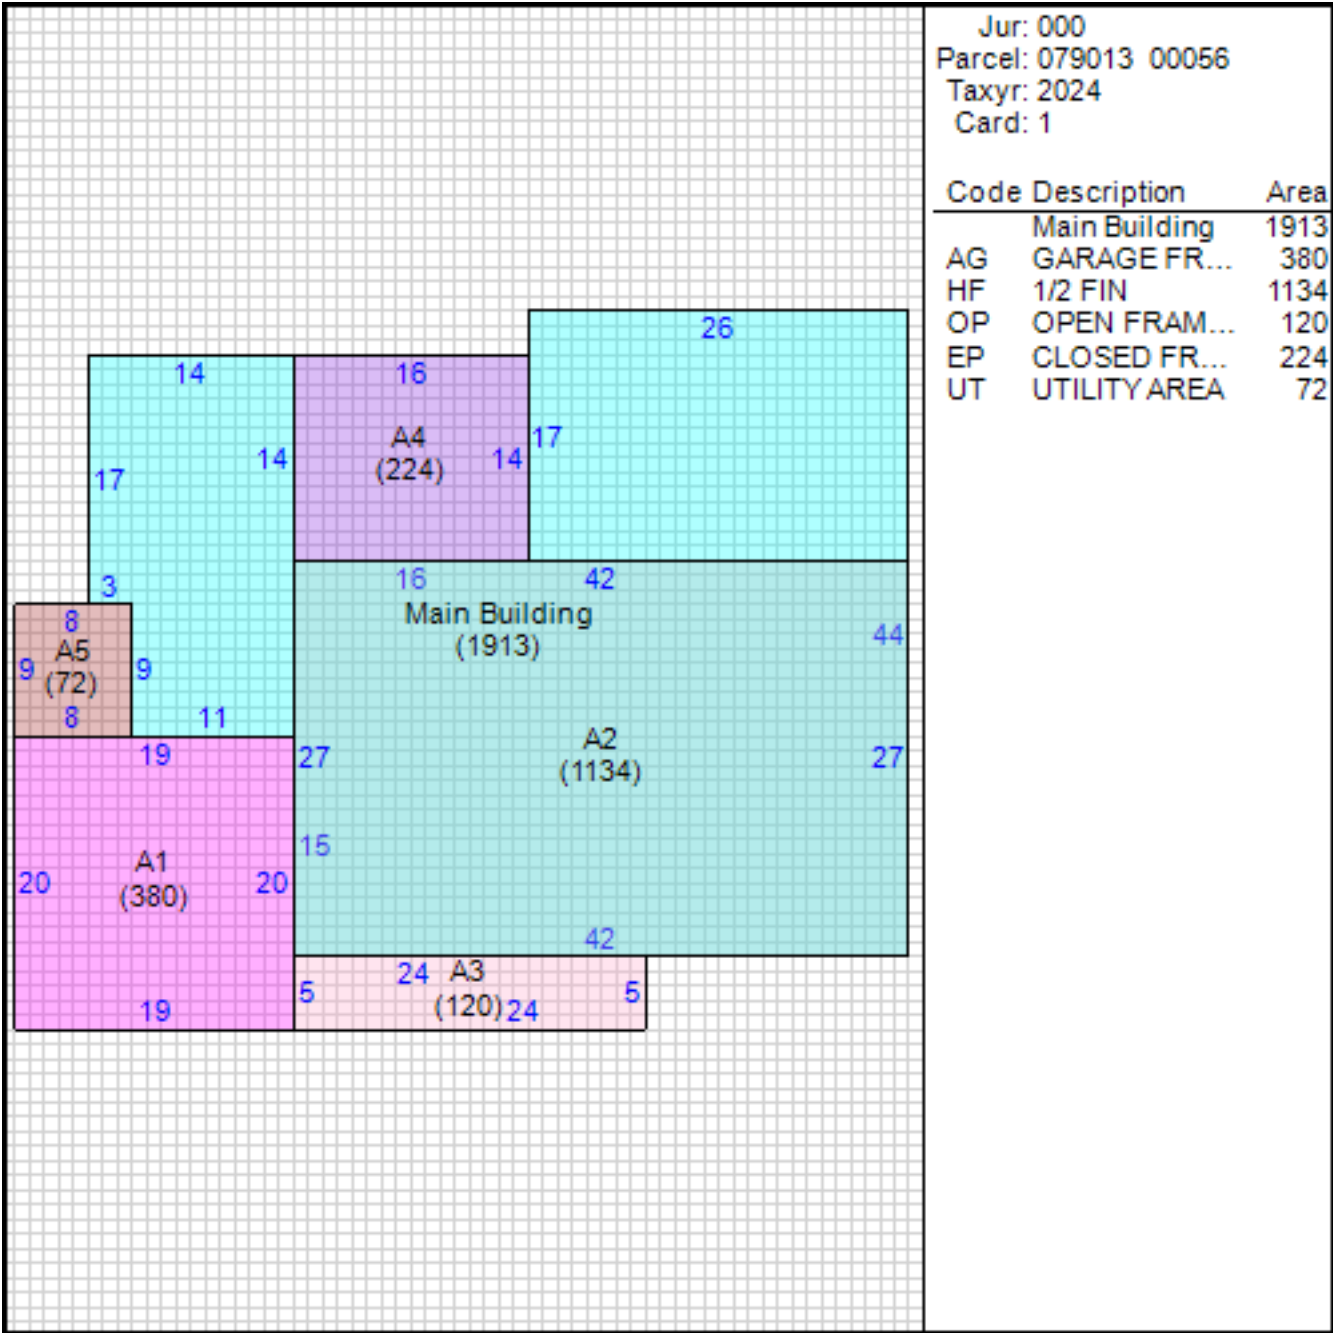 Jur: 000
Parcel: 079013 00056
Taxyr: 2024
Card: 1
Code Description Area
Main Building 1913
AG GARAGE FR... 380
HF 1/2 FIN 1134
OP OPEN FRAM... 120
EP CLOSED FR... 224
UT UTILITY AREA 72
26
14 16
A4
(224)
17
14
14
17
3
16 42
8
Main Building
(1913)
44
A5
(72)
9
9
8
11
19
27
A2
(1134)
27
15
A1
(380)
20
20
42
24
A3
(120)
5
5
24
19